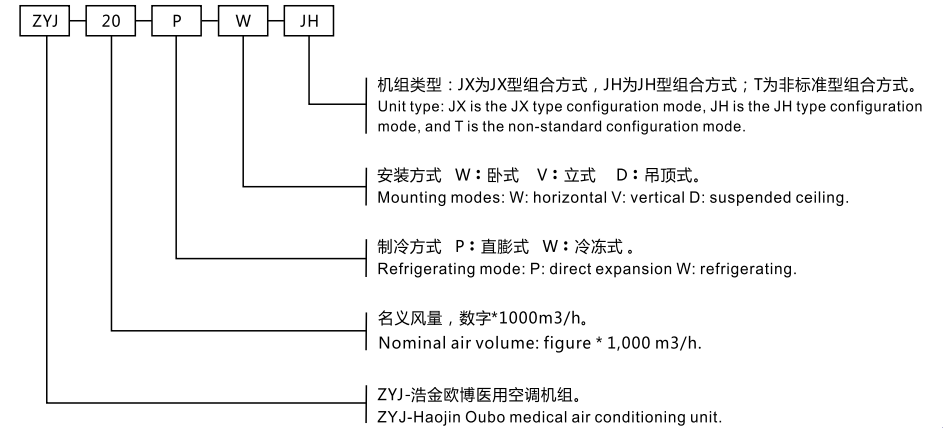 ZYJ 20 P W JH
机组类型：JX为JX型组合方式，JH为JH型组合方式；T为非标准型组合方式。
Unit type: JX is the JX type configuration mode, JH is the JH type configuration
mode, and T is the non-standard configuration mode.
安装方式 W：卧式 V：立式 D：吊顶式。
Mounting modes: W: horizontal V: vertical D: suspended ceiling.
制冷方式 P：直膨式 W：冷冻式。
Refrigerating mode: P: direct expansion W: refrigerating.
名义风量，数字*1000m3/h。
Nominal air volume: figure * 1,000 m3/h.
ZYJ-浩金欧博医用空调机组。
ZYJ-Haojin Oubo medical air conditioning unit.